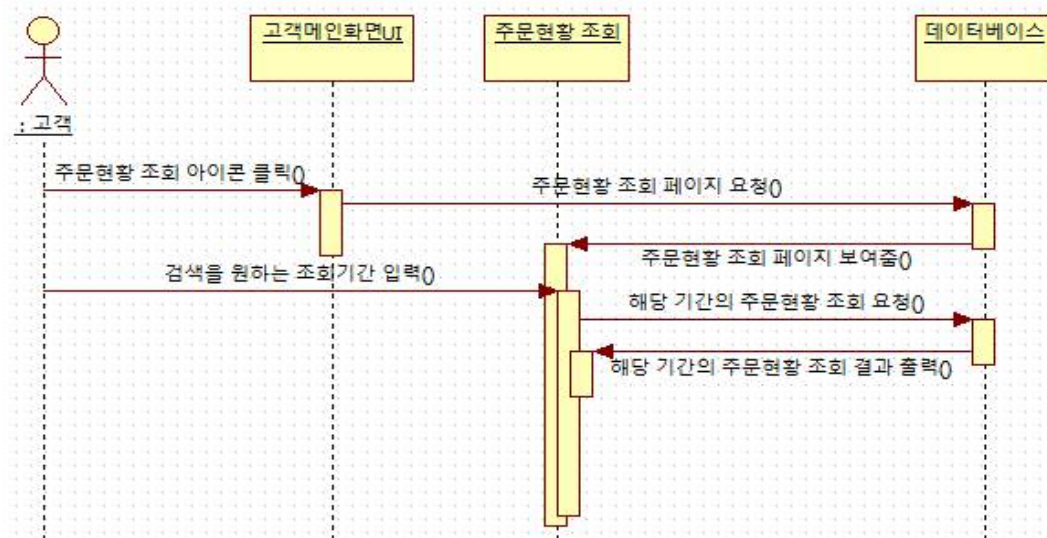 고객메인화면UI
주문현황 조회
데이터베이스
: 고객
주문현황 조회 아이콘 클릭()
주문현황 조회 페이지 요청()
주문현황 조회 페이지 보여줌()
검색을 원하는 조회기간 입력()
해당 기간의 주문현황 조회 요청()
해당 기간의 주문현황 조회 결과 출력()